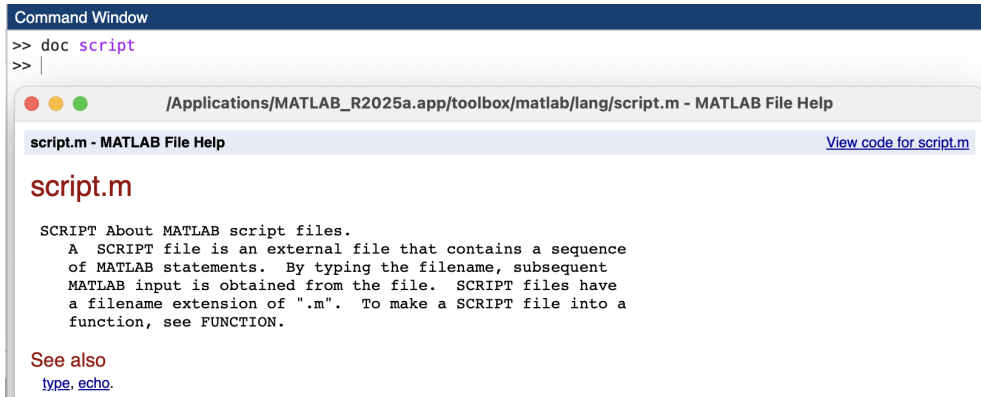 Command Window
>> doc script
>>
/Applications/MATLAB_R2025a.app/toolbox/matlab/lang/script.m - MATLAB File Help
script.m - MATLAB File Help View code for script.m
script.m
SCRIPT About MATLAB script files.
A  SCRIPT file is an external file that contains a sequence
of MATLAB statements.  By typing the filename, subsequent
MATLAB input is obtained from the file.  SCRIPT files have
a filename extension of ".m".  To make a SCRIPT file into a
function, see FUNCTION.
See also
type, echo.